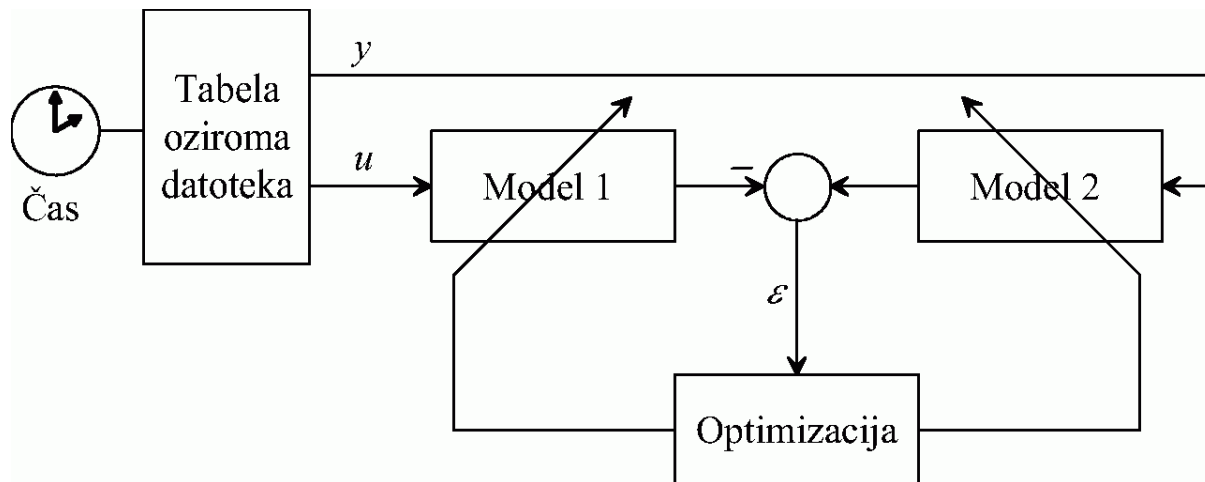 y
Tabela
oziroma
datoteka
Čas
u
Model 1
–
Model 2
ε
Optimizacija